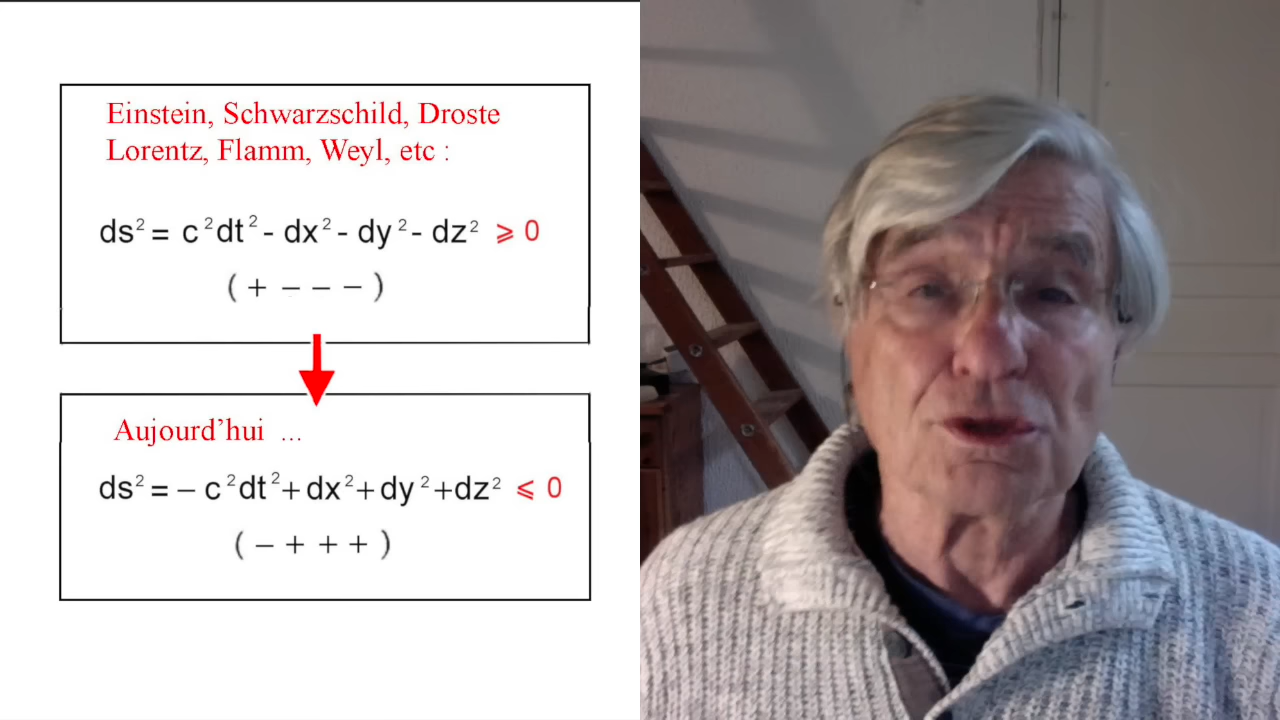 Einstein, Schwarzschild, Droste
Lorentz, Flamm, Weyl, etc :
ds² = c²dt² - dx² - dy² - dz² ⩾ 0
( + − − − )
Aujourd'hui ...
ds² = − c²dt² + dx² + dy² + dz² ⩽ 0
( − + + + )